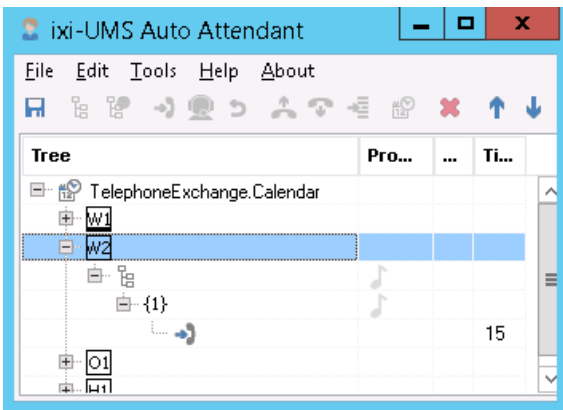 ixi-UMS Auto Attendant
File Edit Tools Help About
Tree Pro... ... Ti...
TelephoneExchange.Calendar
W1
W2
{1}
15
O1
H1